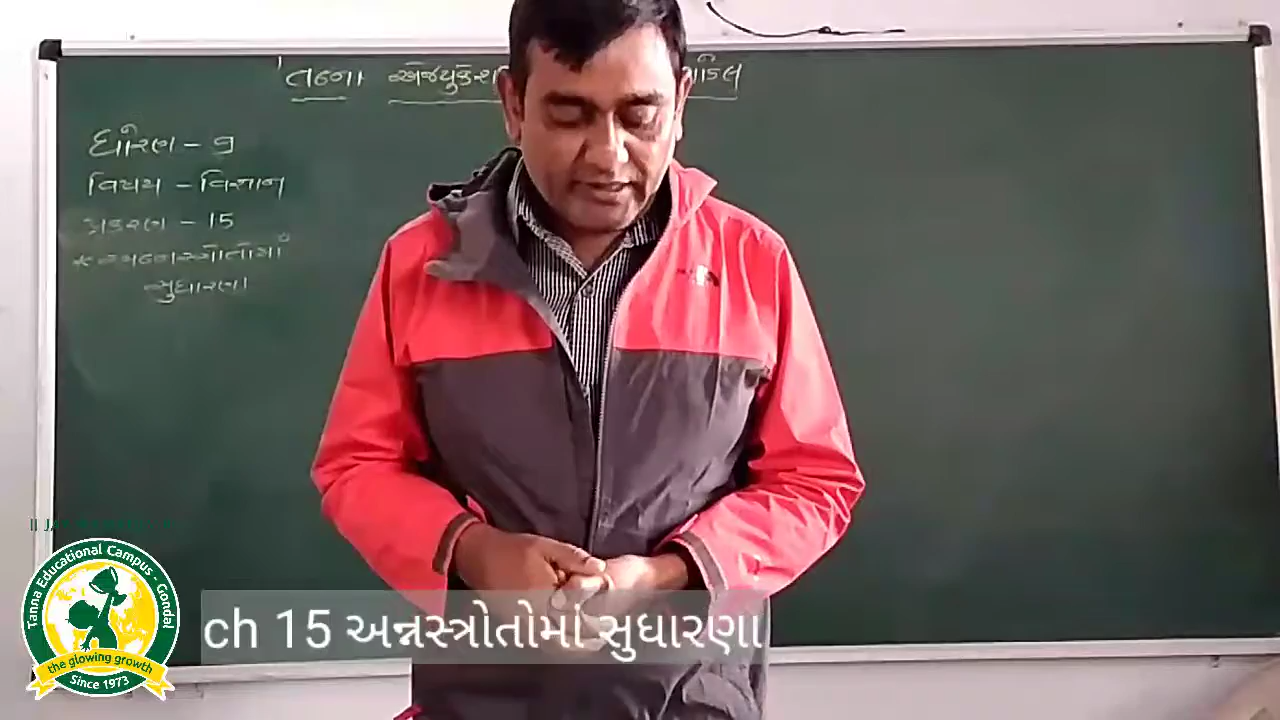 તન્ના એજ્યુકેશ
ધોરણ - 9
વિષય - વિજ્ઞાન
પ્રકરણ - 15
* અન્નસ્ત્રોતોમાં
સુધારણા
Tanna Educational Campus - Gondal
the glowing growth
Since 1973
ch 15 અન્નસ્ત્રોતોમાં સુધારણા